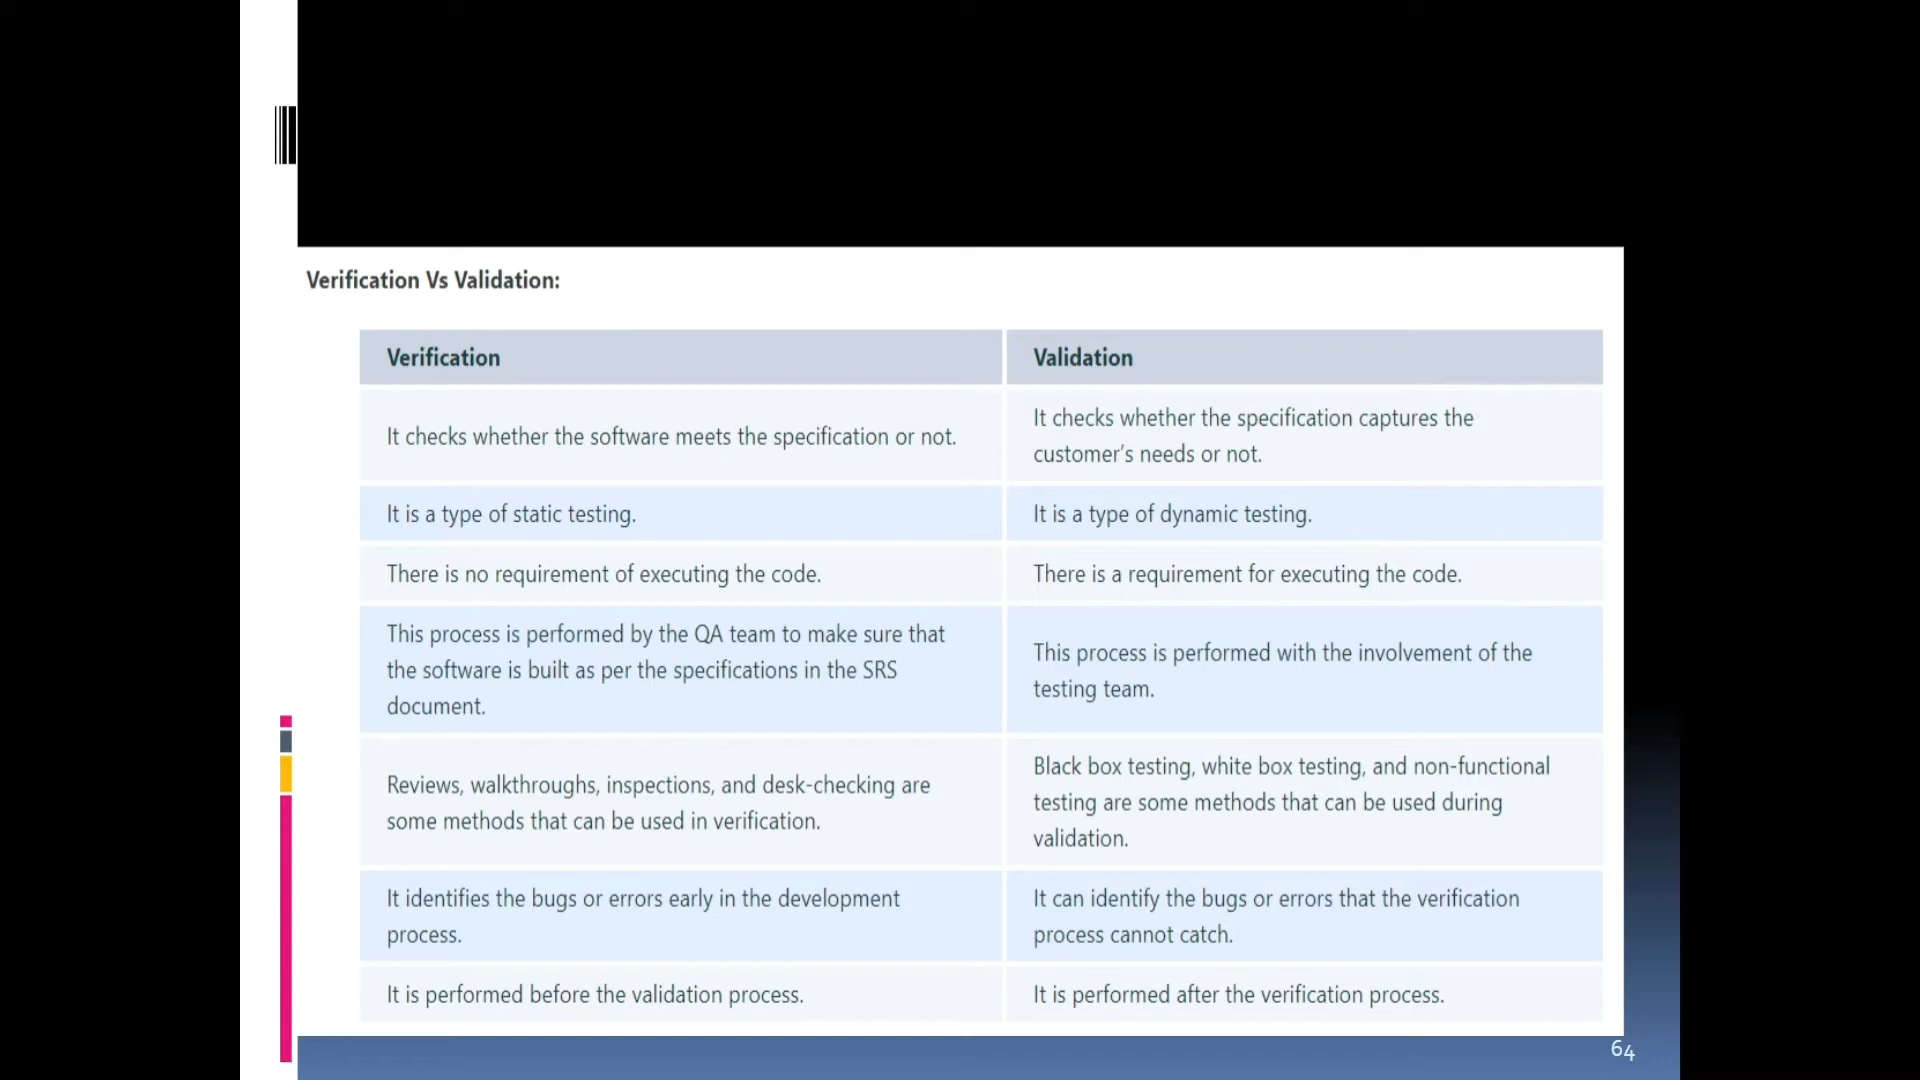 Verification Vs Validation:
Verification
Validation
It checks whether the software meets the specification or not.
It checks whether the specification captures the
customer’s needs or not.
It is a type of static testing.
It is a type of dynamic testing.
There is no requirement of executing the code.
There is a requirement for executing the code.
This process is performed by the QA team to make sure that
the software is built as per the specifications in the SRS
document.
This process is performed with the involvement of the
testing team.
Reviews, walkthroughs, inspections, and desk-checking are
some methods that can be used in verification.
Black box testing, white box testing, and non-functional
testing are some methods that can be used during
validation.
It identifies the bugs or errors early in the development
process.
It can identify the bugs or errors that the verification
process cannot catch.
It is performed before the validation process.
It is performed after the verification process.
64